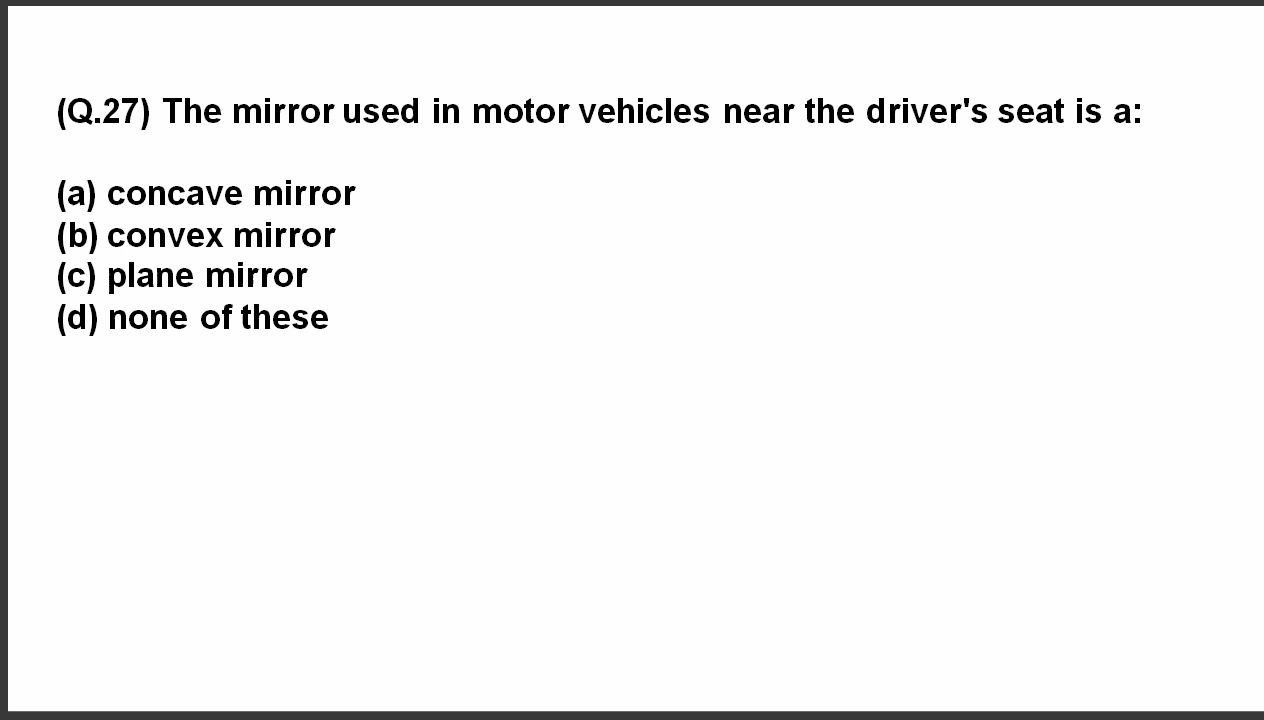 (Q.27) The mirror used in motor vehicles near the driver's seat is a:
(a) concave mirror
(b) convex mirror
(c) plane mirror
(d) none of these